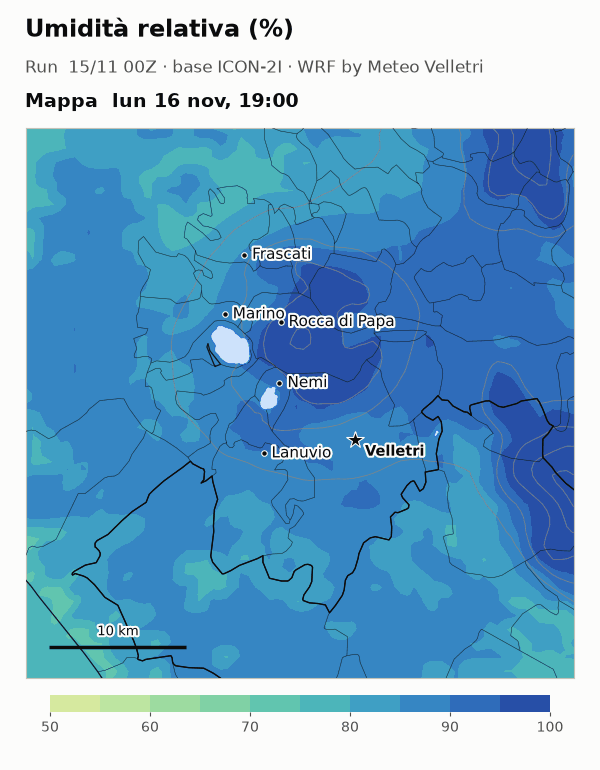 Umidità relativa (%)
Run  15/11 00Z · base ICON-2I · WRF by Meteo Velletri
Mappa  lun 16 nov, 19:00
Frascati
Marino
Rocca di Papa
Nemi
Velletri
Lanuvio
10 km
50 60 70 80 90 100